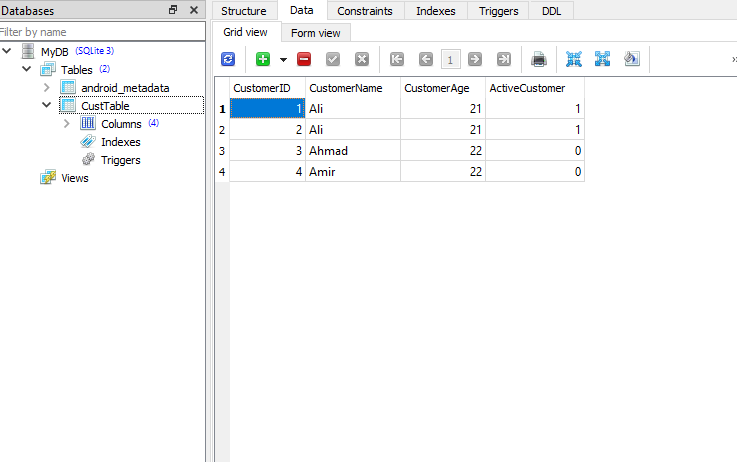 Databases
Filter by name
MyDB (SQLite 3)
Tables (2)
android_metadata
CustTable
Columns (4)
Indexes
Triggers
Views
Structure Data Constraints Indexes Triggers DDL
Grid view Form view
1
»
CustomerID CustomerName CustomerAge ActiveCustomer
1 1 Ali 21 1
2 2 Ali 21 1
3 3 Ahmad 22 0
4 4 Amir 22 0